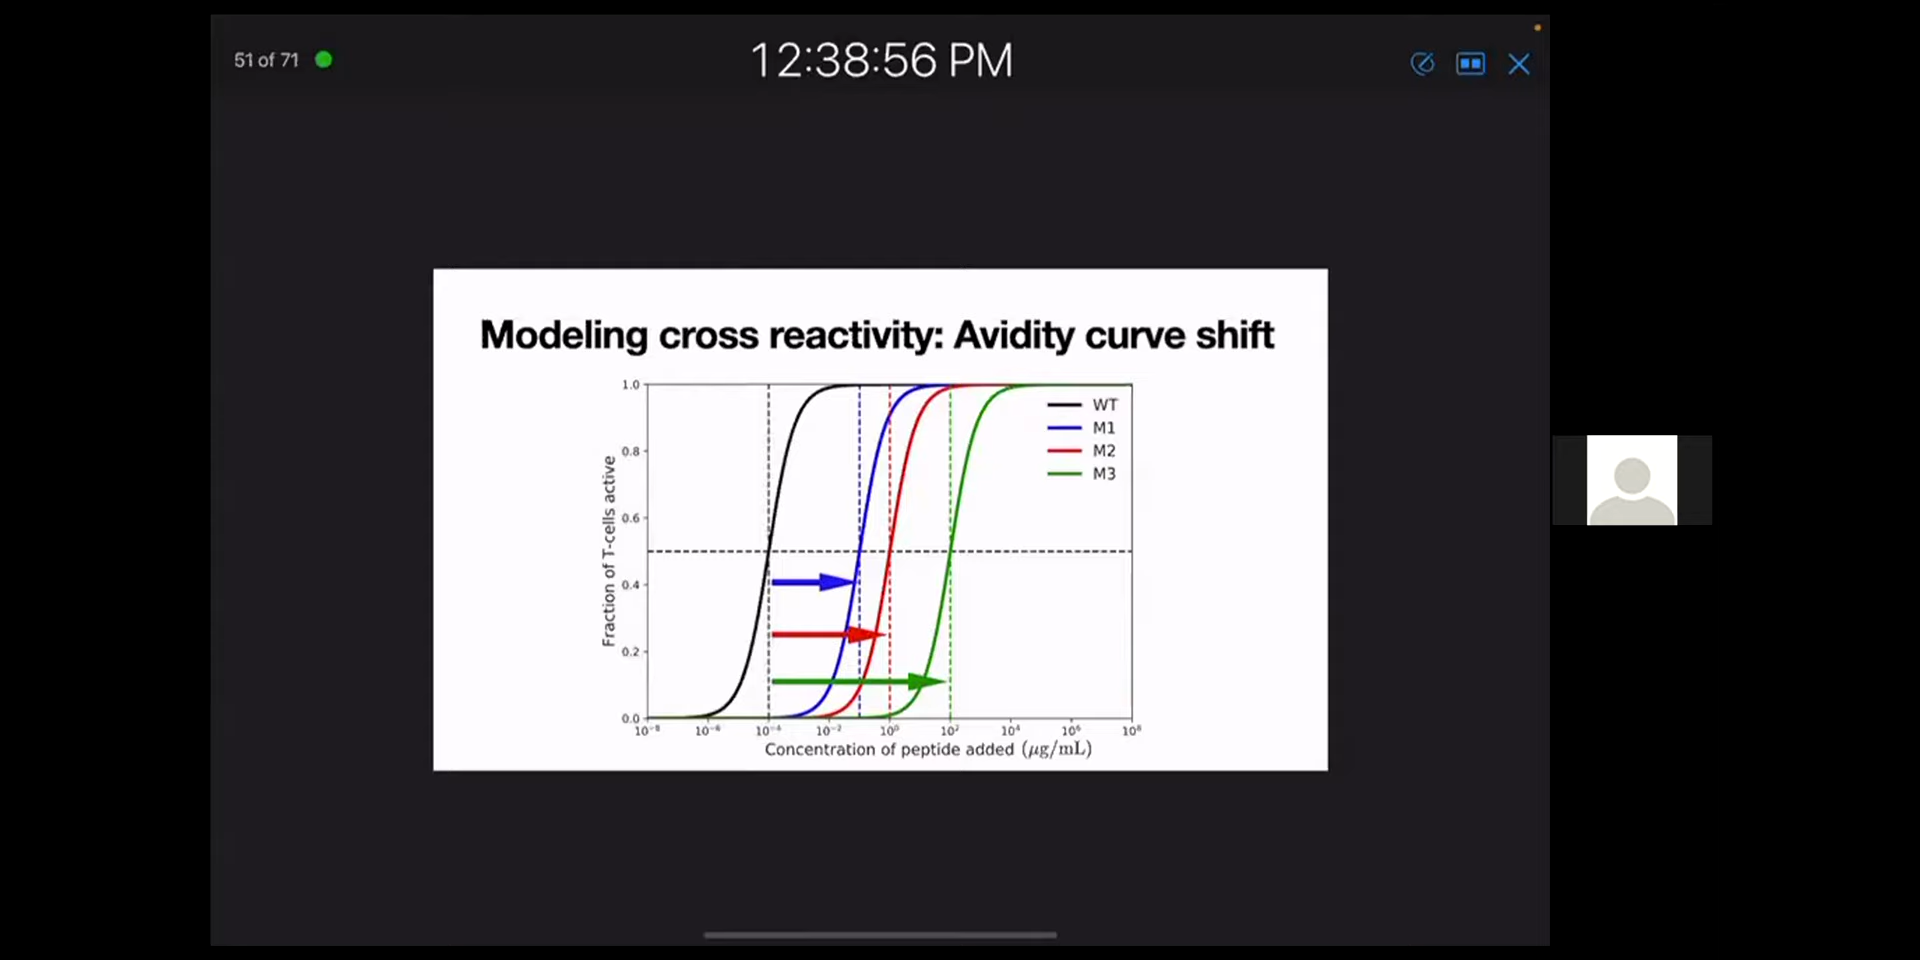 51 of 71
12:38:56 PM
Modeling cross reactivity: Avidity curve shift
1.0
0.8
0.6
0.4
0.2
0.0
Fraction of T-cells active
WT
M1
M2
M3
10⁻⁸ 10⁻⁶ 10⁻⁴ 10⁻² 10⁰ 10² 10⁴ 10⁶ 10⁸
Concentration of peptide added (μg/mL)